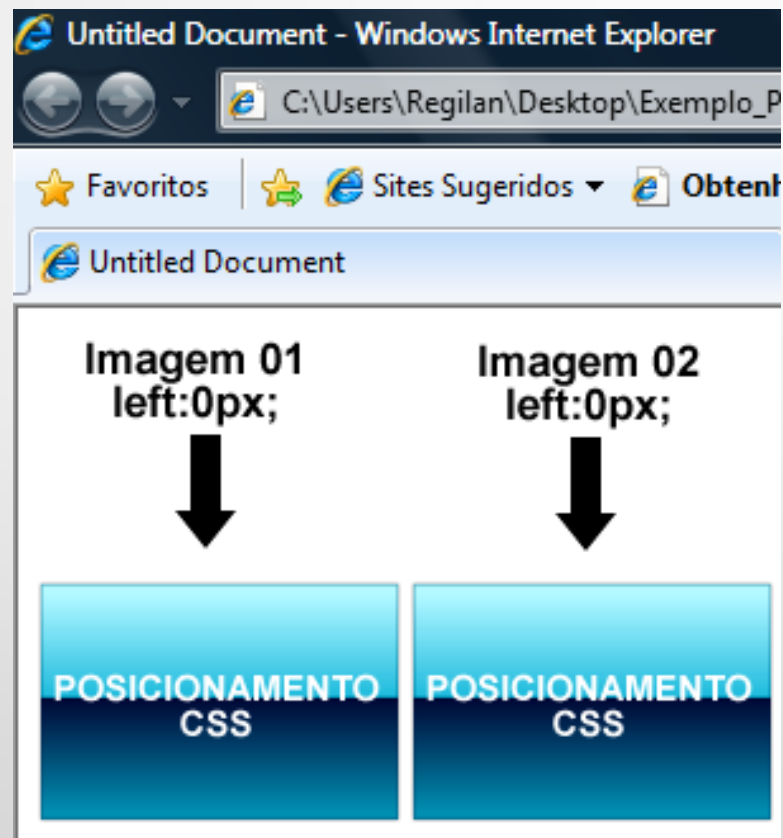 Untitled Document - Windows Internet Explorer
C:\Users\Regilan\Desktop\Exemplo_P
Favoritos Sites Sugeridos Obtenh
Untitled Document
Imagem 01 Imagem 02
left:0px; left:0px;
POSICIONAMENTO POSICIONAMENTO
CSS CSS